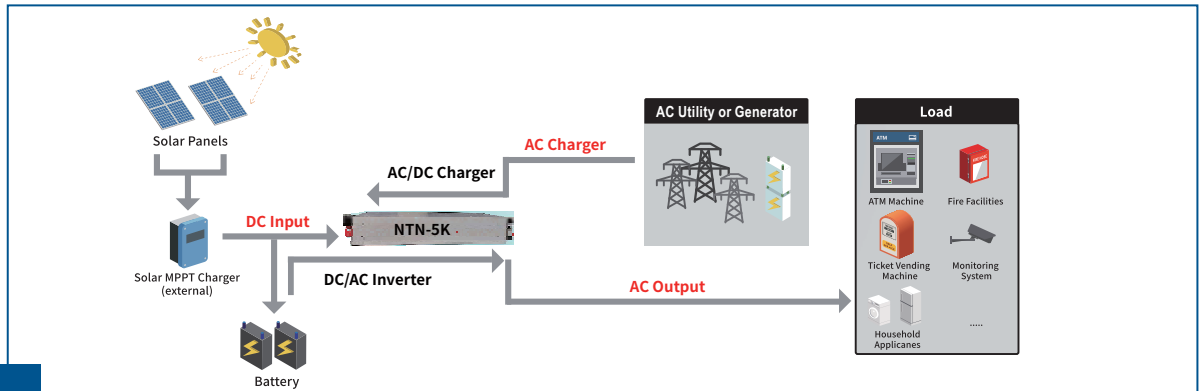 Solar Panels
Solar MPPT Charger
(external)
DC Input
Battery
AC/DC Charger
AC Charger
NTN-5K
DC/AC Inverter
AC Output
AC Utility or Generator
Load
ATM
ATM Machine
Fire Facilities
Ticket Vending
Machine
Monitoring
System
Household
Applicanes
.....